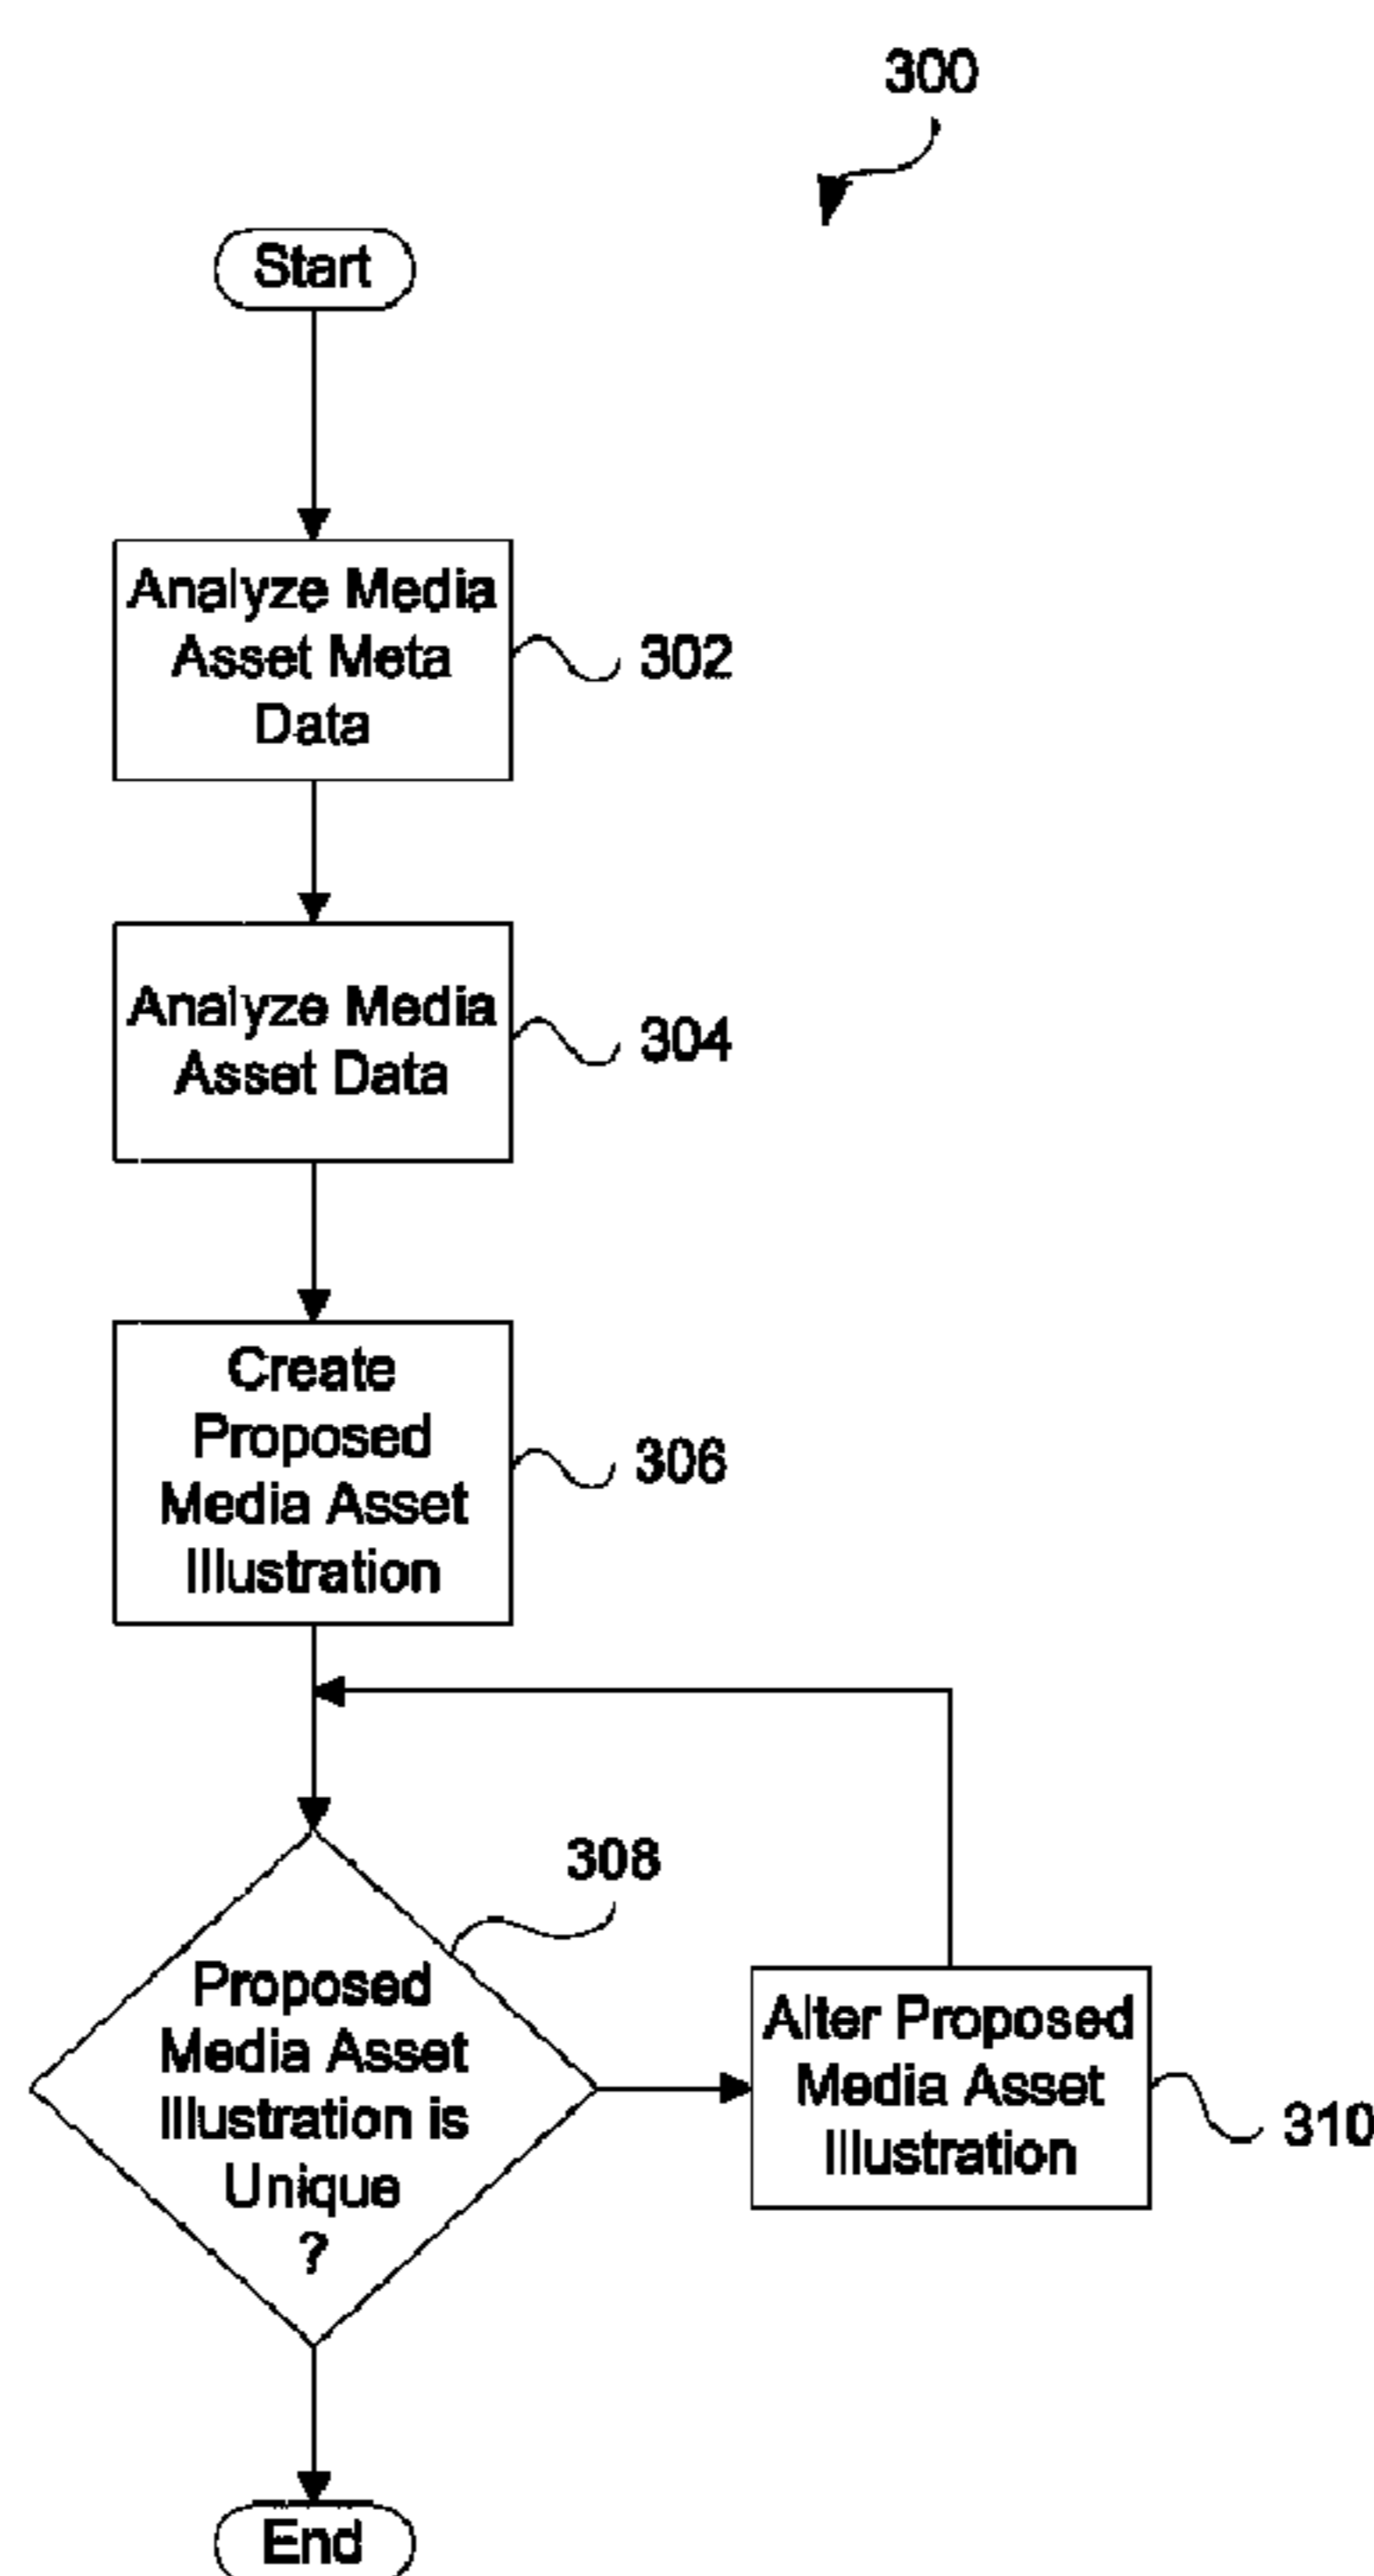 300
Start
Analyze Media
Asset Meta
Data
302
Analyze Media
Asset Data
304
Create
Proposed
Media Asset
Illustration
306
308
Proposed
Media Asset
Illustration is
Unique
?
Alter Proposed
Media Asset
Illustration
310
End